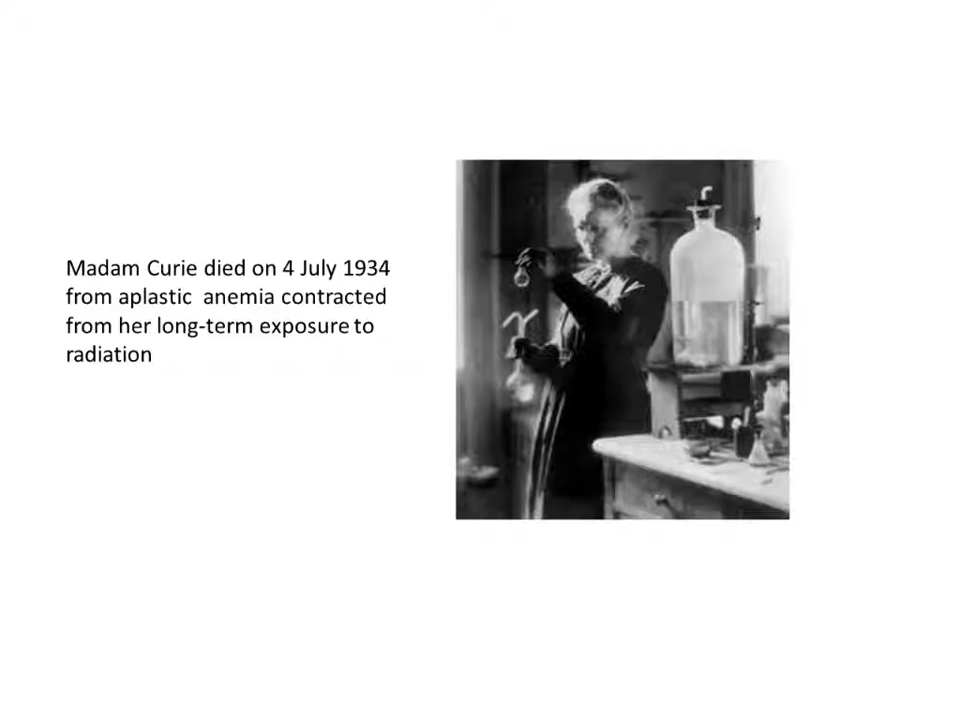 Madam Curie died on 4 July 1934
from aplastic  anemia contracted
from her long-term exposure to
radiation